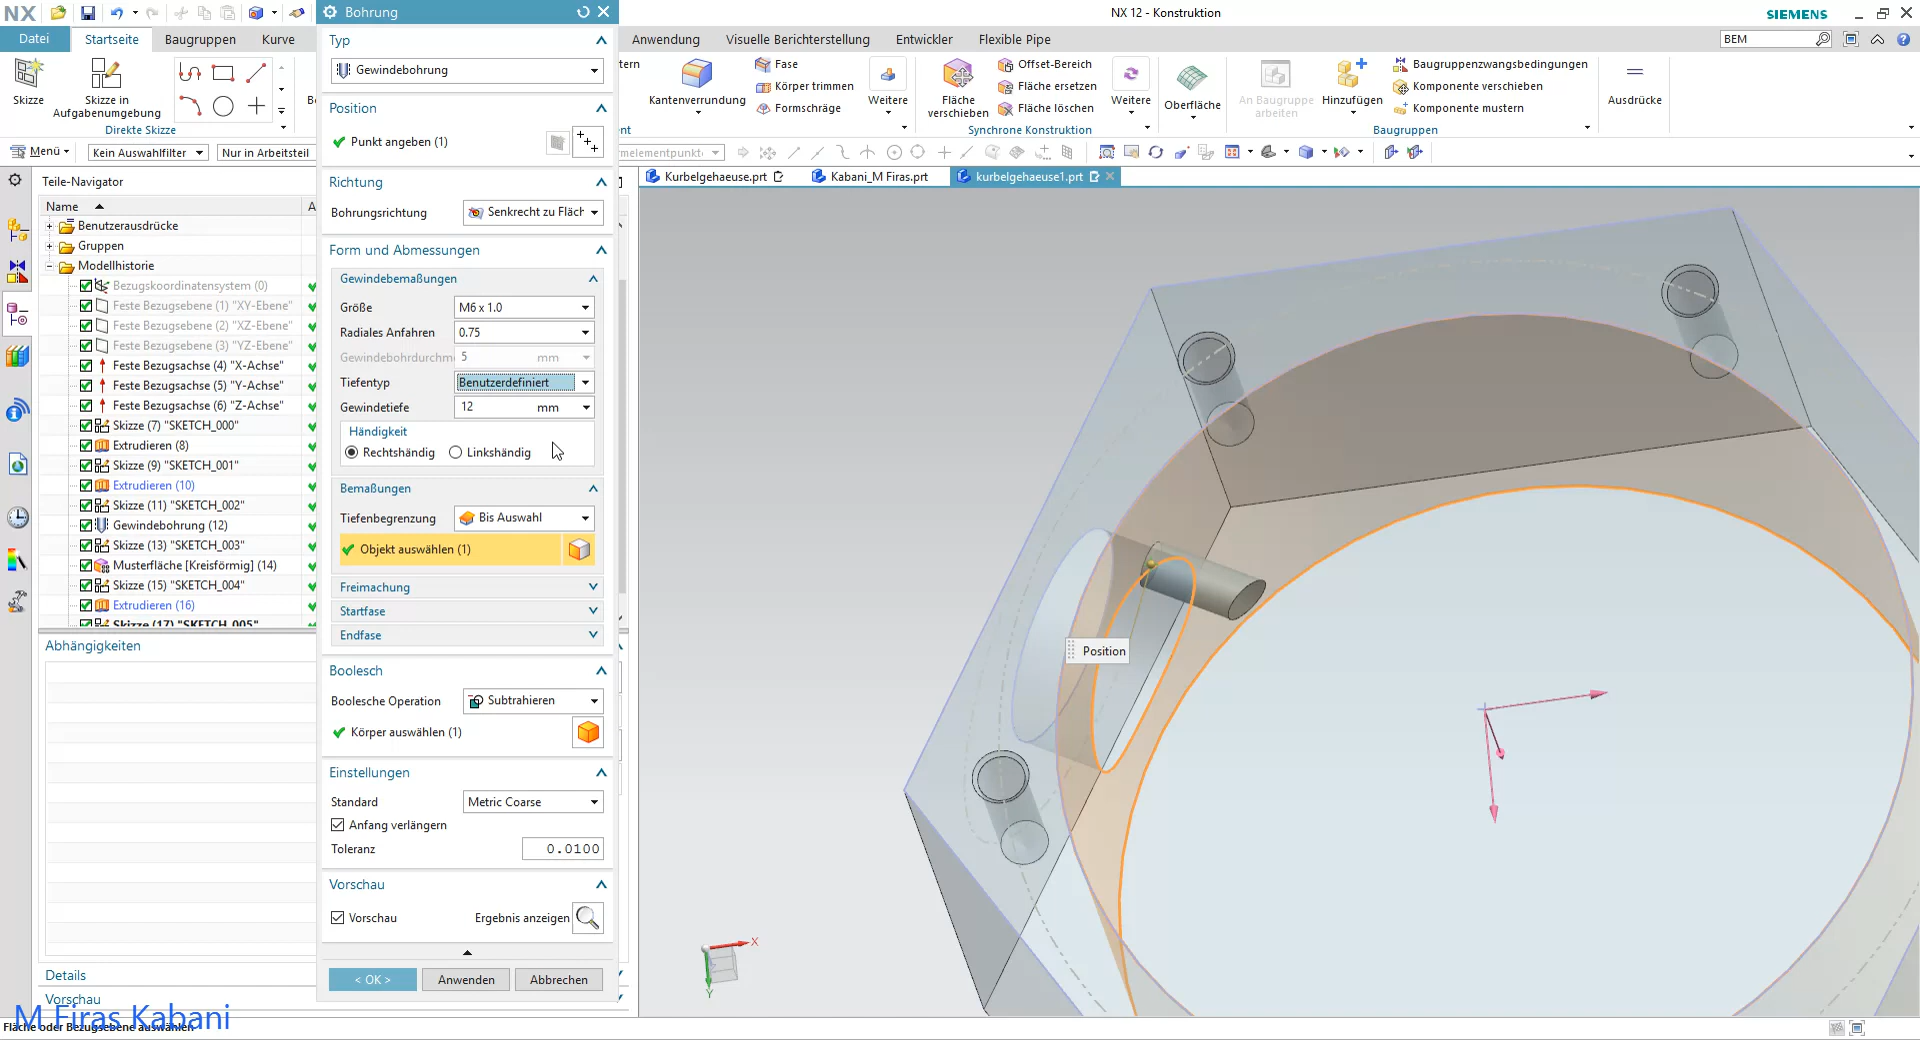 NX
Bohrung
NX 12 - Konstruktion
SIEMENS
Datei
Startseite
Baugruppen
Kurve
Anwendung
Visuelle Berichterstellung
Entwickler
Flexible Pipe
BEM
Skizze
Skizze in
Aufgabenumgebung
Direkte Skizze
Kantenverrundung
Fase
Körper trimmen
Formschräge
Weitere
Fläche
verschieben
Offset-Bereich
Fläche ersetzen
Fläche löschen
Weitere
Synchrone Konstruktion
Oberfläche
An Baugruppe
arbeiten
Hinzufügen
Baugruppenzwangsbedingungen
Komponente verschieben
Komponente mustern
Baugruppen
Ausdrücke
Menü
Kein Auswahlfilter
Nur in Arbeitsteil
Kurbelgehaeuse.prt
Kabani_M Firas.prt
kurbelgehaeuse1.prt
Teile-Navigator
Name
A
Benutzerausdrücke
Gruppen
Modellhistorie
Bezugskoordinatensystem (0)
Feste Bezugsebene (1) "XY-Ebene"
Feste Bezugsebene (2) "XZ-Ebene"
Feste Bezugsebene (3) "YZ-Ebene"
Feste Bezugsachse (4) "X-Achse"
Feste Bezugsachse (5) "Y-Achse"
Feste Bezugsachse (6) "Z-Achse"
Skizze (7) "SKETCH_000"
Extrudieren (8)
Skizze (9) "SKETCH_001"
Extrudieren (10)
Skizze (11) "SKETCH_002"
Gewindebohrung (12)
Skizze (13) "SKETCH_003"
Musterfläche [Kreisförmig] (14)
Skizze (15) "SKETCH_004"
Extrudieren (16)
Skizze (17) "SKETCH_005"
Abhängigkeiten
Details
Vorschau
Typ
Gewindebohrung
Position
Punkt angeben (1)
Richtung
Bohrungsrichtung
Senkrecht zu Fläch
Form und Abmessungen
Gewindebemaßungen
Größe
M6 x 1.0
Radiales Anfahren
0.75
Gewindebohrdurchme
5
mm
Tiefentyp
Benutzerdefiniert
Gewindetiefe
12
mm
Händigkeit
Rechtshändig
Linkshändig
Bemaßungen
Tiefenbegrenzung
Bis Auswahl
Objekt auswählen (1)
Freimachung
Startfase
Endfase
Boolesch
Boolesche Operation
Subtrahieren
Körper auswählen (1)
Einstellungen
Standard
Metric Coarse
Anfang verlängern
Toleranz
0.0100
Vorschau
Vorschau
Ergebnis anzeigen
< OK >
Anwenden
Abbrechen
Position
X
Y
M Firas Kabani
Fläche oder Bezugsebene auswählen